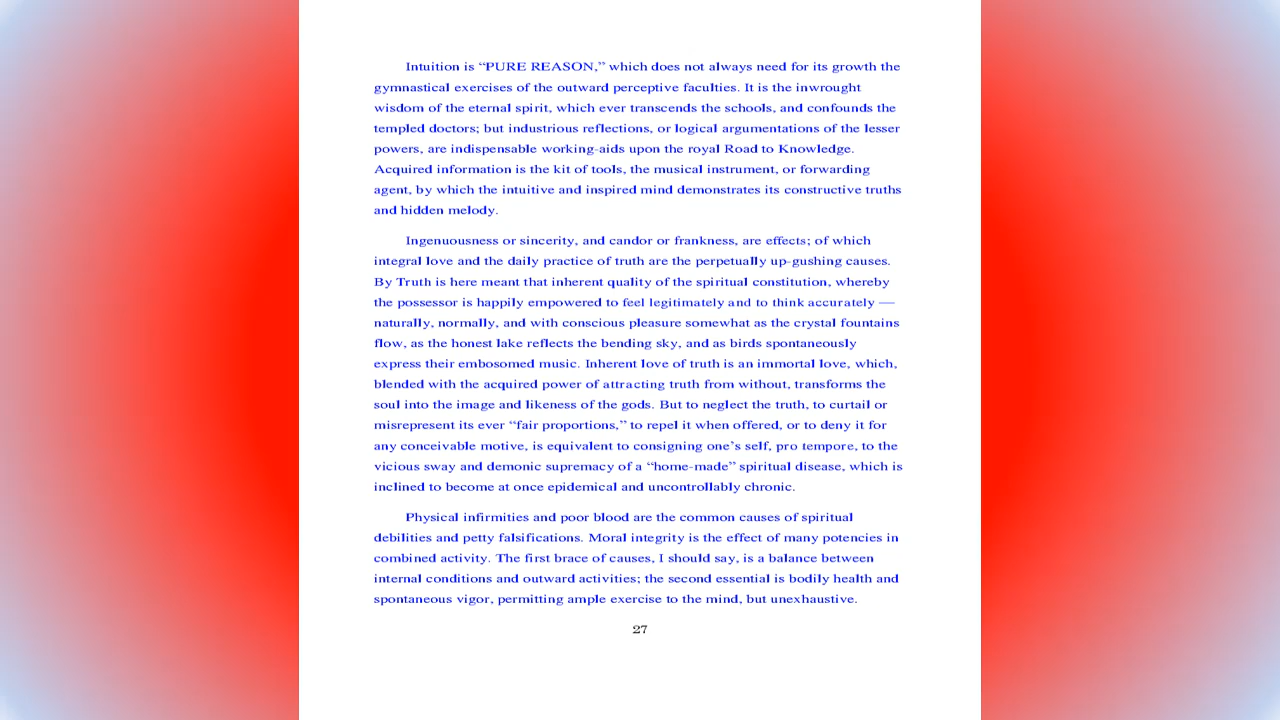 Intuition is “PURE REASON,” which does not always need for its growth the
gymnastical exercises of the outward perceptive faculties. It is the inwrought
wisdom of the eternal spirit, which ever transcends the schools, and confounds the
templed doctors; but industrious reflections, or logical argumentations of the lesser
powers, are indispensable working-aids upon the royal Road to Knowledge.
Acquired information is the kit of tools, the musical instrument, or forwarding
agent, by which the intuitive and inspired mind demonstrates its constructive truths
and hidden melody.
Ingenuousness or sincerity, and candor or frankness, are effects; of which
integral love and the daily practice of truth are the perpetually up-gushing causes.
By Truth is here meant that inherent quality of the spiritual constitution, whereby
the possessor is happily empowered to feel legitimately and to think accurately —
naturally, normally, and with conscious pleasure somewhat as the crystal fountains
flow, as the honest lake reflects the bending sky, and as birds spontaneously
express their embosomed music. Inherent love of truth is an immortal love, which,
blended with the acquired power of attracting truth from without, transforms the
soul into the image and likeness of the gods. But to neglect the truth, to curtail or
misrepresent its ever “fair proportions,” to repel it when offered, or to deny it for
any conceivable motive, is equivalent to consigning one’s self, pro tempore, to the
vicious sway and demonic supremacy of a “home-made” spiritual disease, which is
inclined to become at once epidemical and uncontrollably chronic.
Physical infirmities and poor blood are the common causes of spiritual
debilities and petty falsifications. Moral integrity is the effect of many potencies in
combined activity. The first brace of causes, I should say, is a balance between
internal conditions and outward activities; the second essential is bodily health and
spontaneous vigor, permitting ample exercise to the mind, but unexhaustive.
27